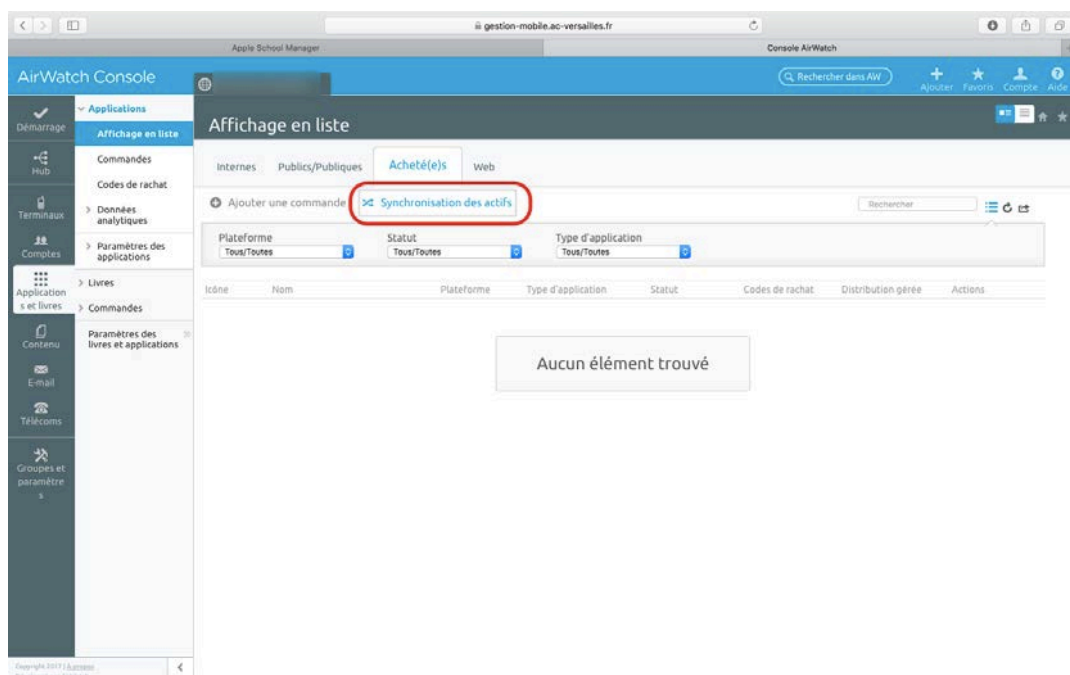 gestion-mobile.ac-versailles.fr
Apple School Manager
Console AirWatch
AirWatch Console
Rechercher dans AW
Ajouter
Favoris
Compte
Aide
Démarrage
Hub
Terminaux
Comptes
Application
s et livres
Contenu
E-mail
Télécoms
Groupes et
paramètre
s
Applications
Affichage en liste
Commandes
Codes de rachat
Données
analytiques
Paramètres des
applications
Livres
Commandes
Paramètres des
livres et applications
Affichage en liste
Internes
Publics/Publiques
Acheté(e)s
Web
Ajouter une commande
Synchronisation des actifs
Rechercher
Plateforme
Statut
Type d'application
Tous/Toutes
Tous/Toutes
Tous/Toutes
Icône
Nom
Plateforme
Type d'application
Statut
Codes de rachat
Distribution gérée
Actions
Aucun élément trouvé
Copyright 2017